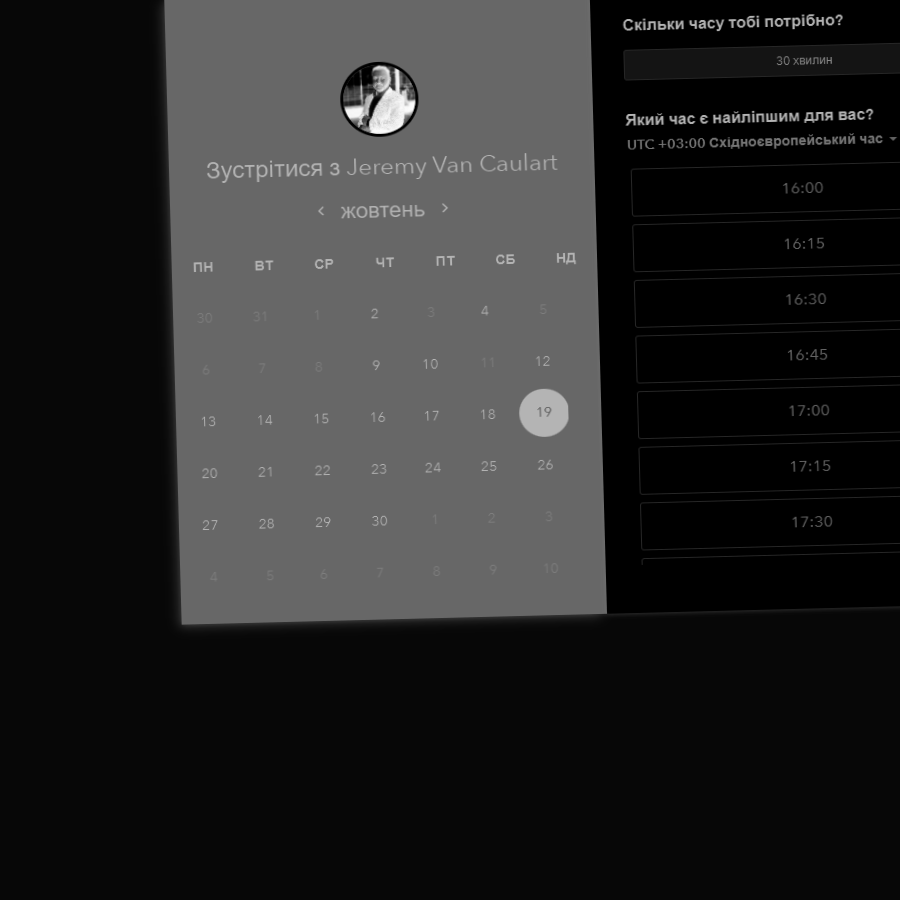 Зустрітися з Jeremy Van Caulart
жовтень
ПН ВТ СР ЧТ ПТ СБ НД
30 31 1 2 3 4 5
6 7 8 9 10 11 12
13 14 15 16 17 18 19
20 21 22 23 24 25 26
27 28 29 30 1 2 3
4 5 6 7 8 9 10
Скільки часу тобі потрібно?
30 хвилин
Який час є найліпшим для вас?
UTC +03:00 Східноєвропейський час
16:00
16:15
16:30
16:45
17:00
17:15
17:30